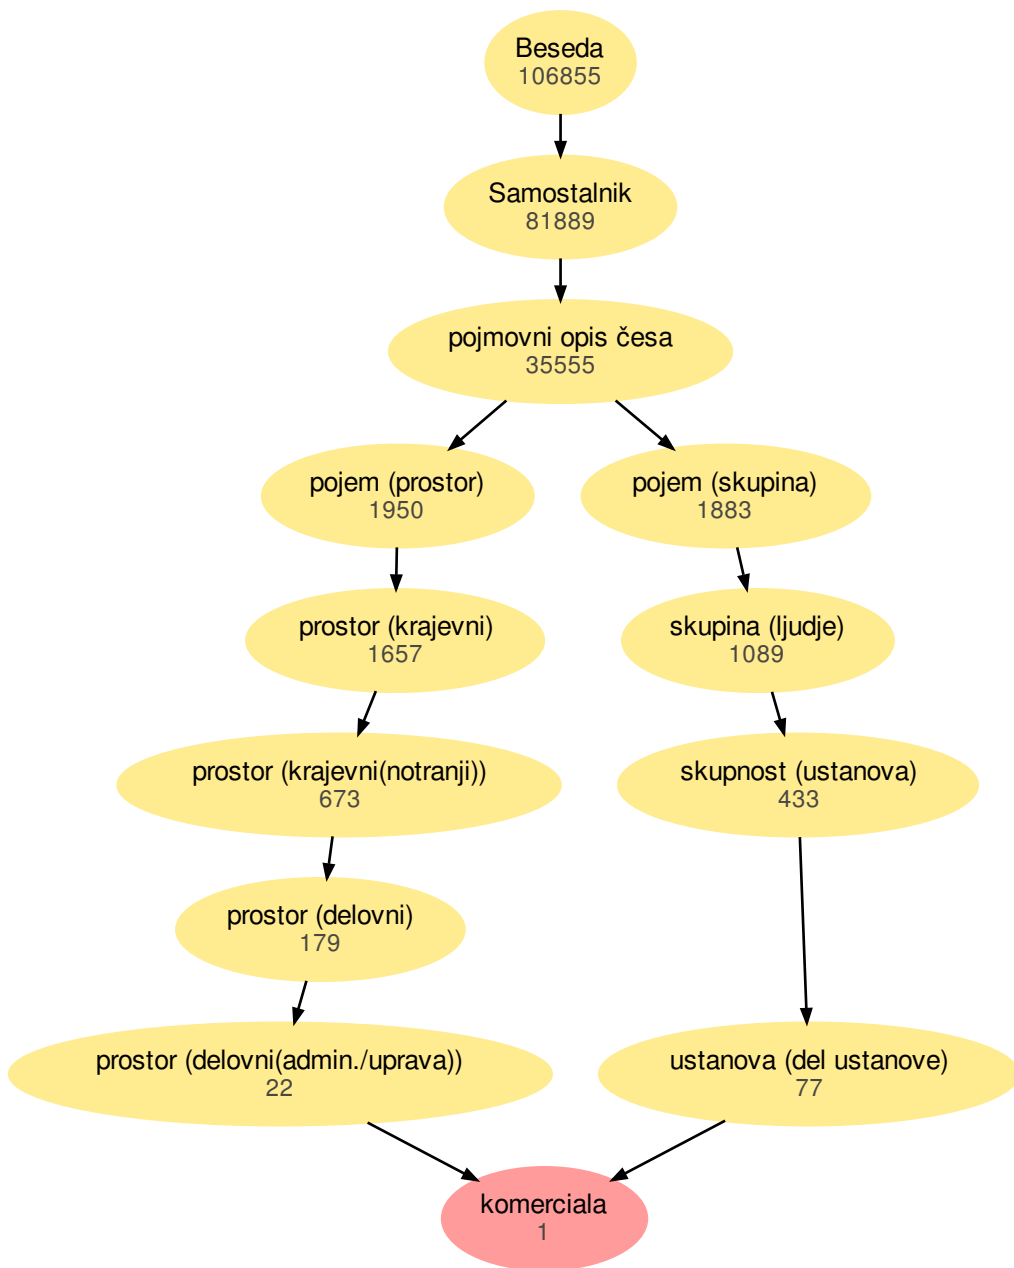 Beseda
106855
Samostalnik
81889
pojmovni opis česa
35555
pojem (prostor)
1950
pojem (skupina)
1883
prostor (krajevni)
1657
skupina (ljudje)
1089
prostor (krajevni(notranji))
673
skupnost (ustanova)
433
prostor (delovni)
179
prostor (delovni(admin./uprava))
22
ustanova (del ustanove)
77
komerciala
1